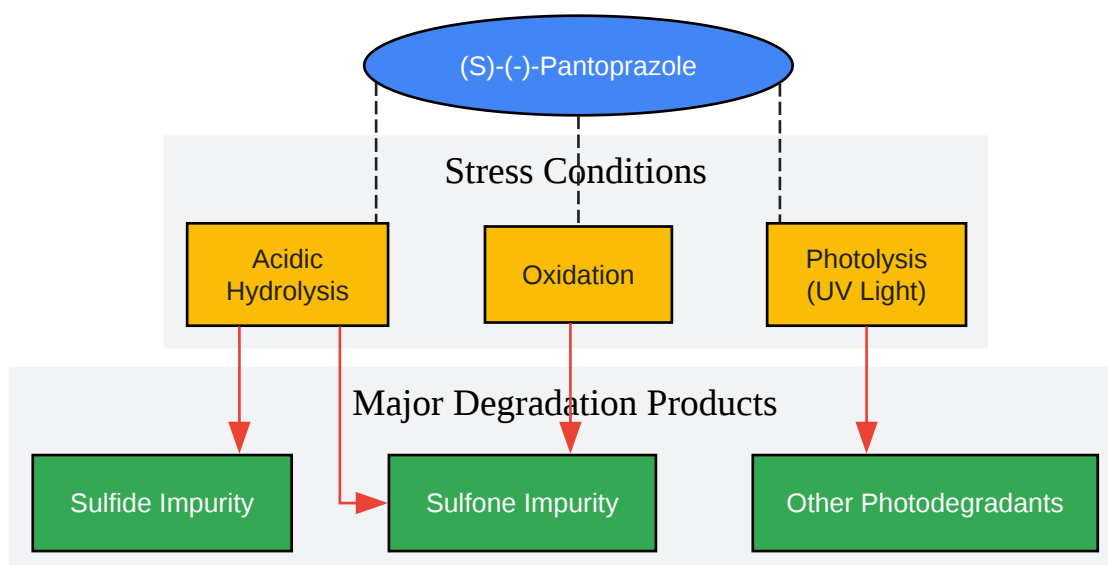 (S)-(-)-Pantoprazole
Stress Conditions
Acidic
Hydrolysis
Oxidation
Photolysis
(UV Light)
Major Degradation Products
Sulfide Impurity
Sulfone Impurity
Other Photodegradants